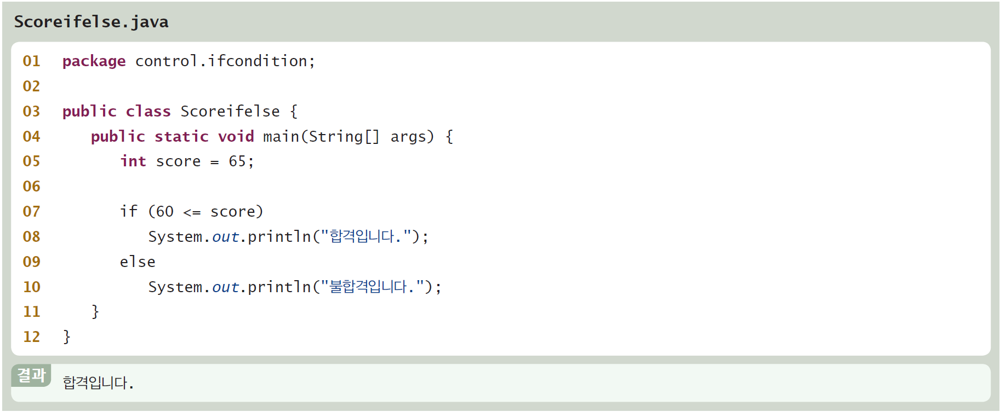 Scoreifelse.java
01 package control.ifcondition;
02
03 public class Scoreifelse {
04 public static void main(String[] args) {
05 int score = 65;
06
07 if (60 <= score)
08 System.out.println("합격입니다.");
09 else
10 System.out.println("불합격입니다.");
11 }
12 }
결과
합격입니다.